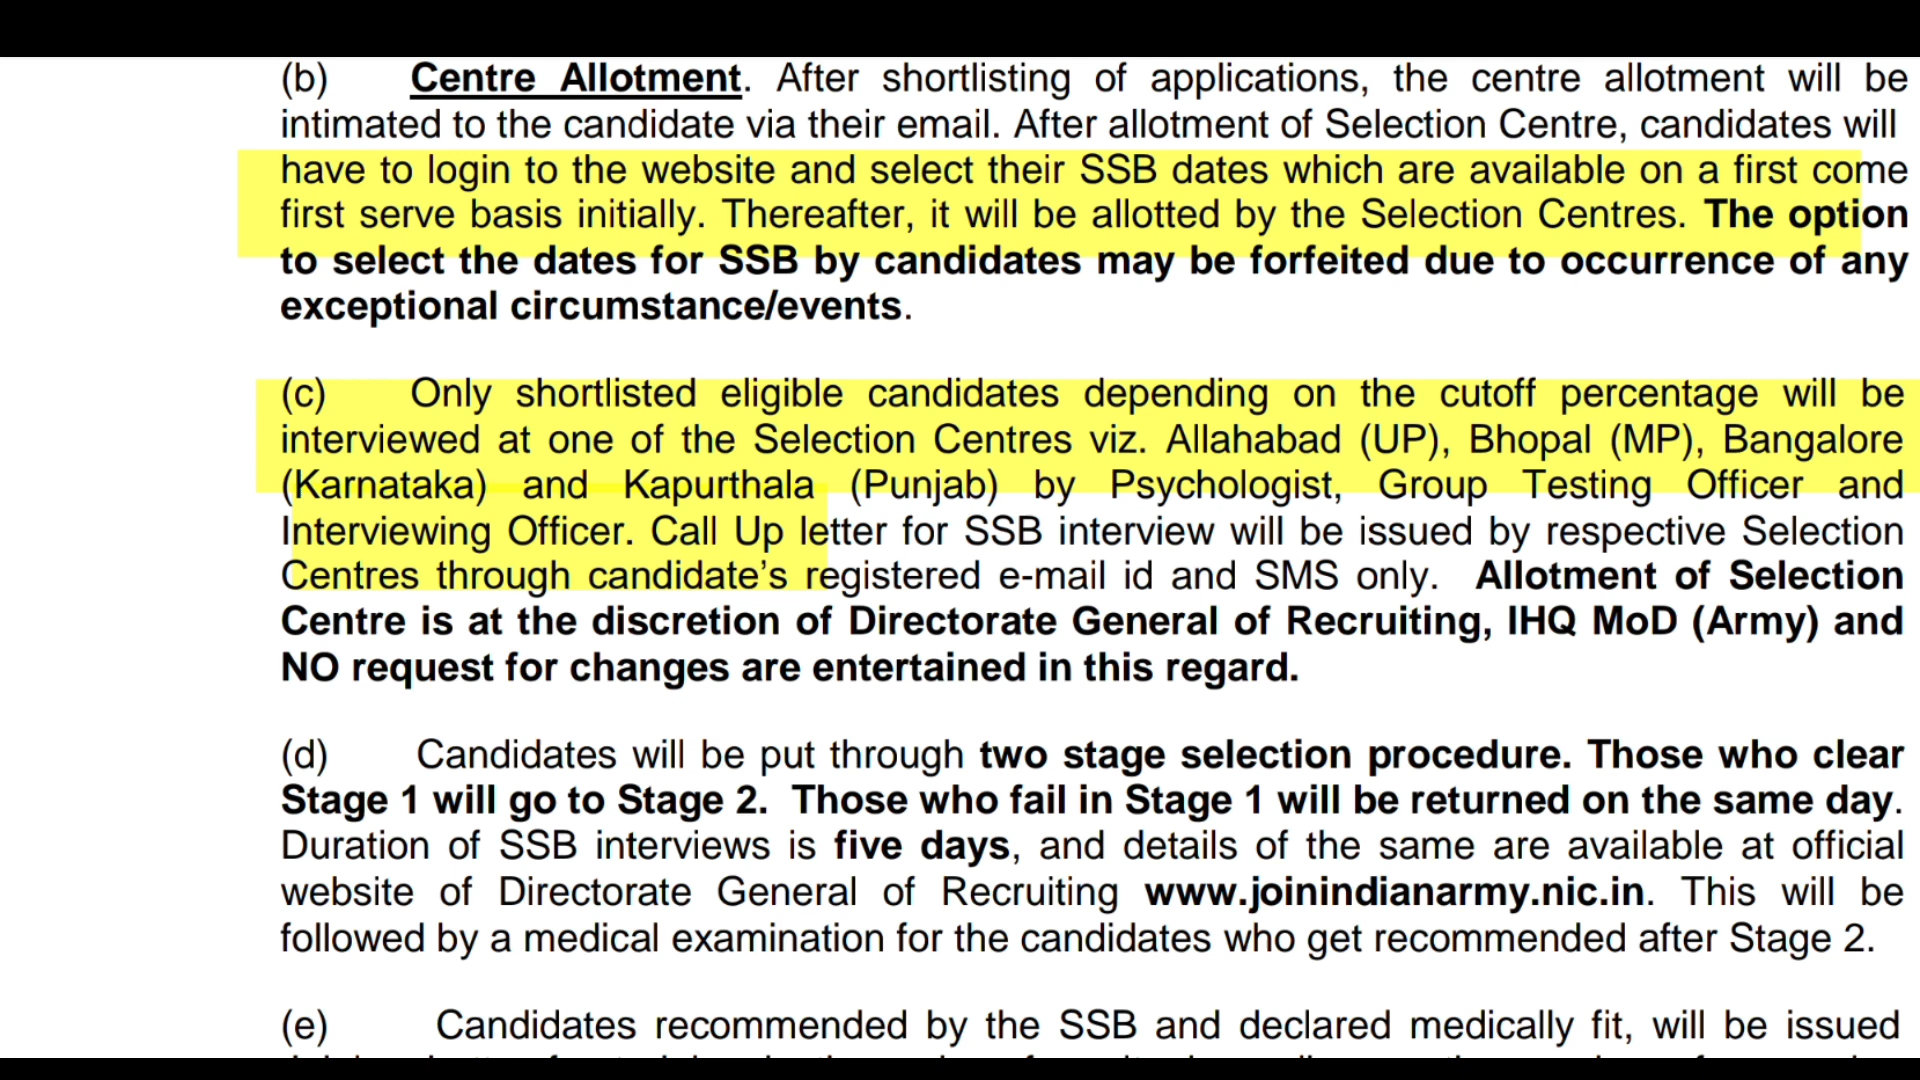 (b) Centre Allotment. After shortlisting of applications, the centre allotment will be
intimated to the candidate via their email. After allotment of Selection Centre, candidates will
have to login to the website and select their SSB dates which are available on a first come
first serve basis initially. Thereafter, it will be allotted by the Selection Centres. The option
to select the dates for SSB by candidates may be forfeited due to occurrence of any
exceptional circumstance/events.
(c) Only shortlisted eligible candidates depending on the cutoff percentage will be
interviewed at one of the Selection Centres viz. Allahabad (UP), Bhopal (MP), Bangalore
(Karnataka) and Kapurthala (Punjab) by Psychologist, Group Testing Officer and
Interviewing Officer. Call Up letter for SSB interview will be issued by respective Selection
Centres through candidate’s registered e-mail id and SMS only. Allotment of Selection
Centre is at the discretion of Directorate General of Recruiting, IHQ MoD (Army) and
NO request for changes are entertained in this regard.
(d) Candidates will be put through two stage selection procedure. Those who clear
Stage 1 will go to Stage 2. Those who fail in Stage 1 will be returned on the same day.
Duration of SSB interviews is five days, and details of the same are available at official
website of Directorate General of Recruiting www.joinindianarmy.nic.in. This will be
followed by a medical examination for the candidates who get recommended after Stage 2.
(e) Candidates recommended by the SSB and declared medically fit, will be issued